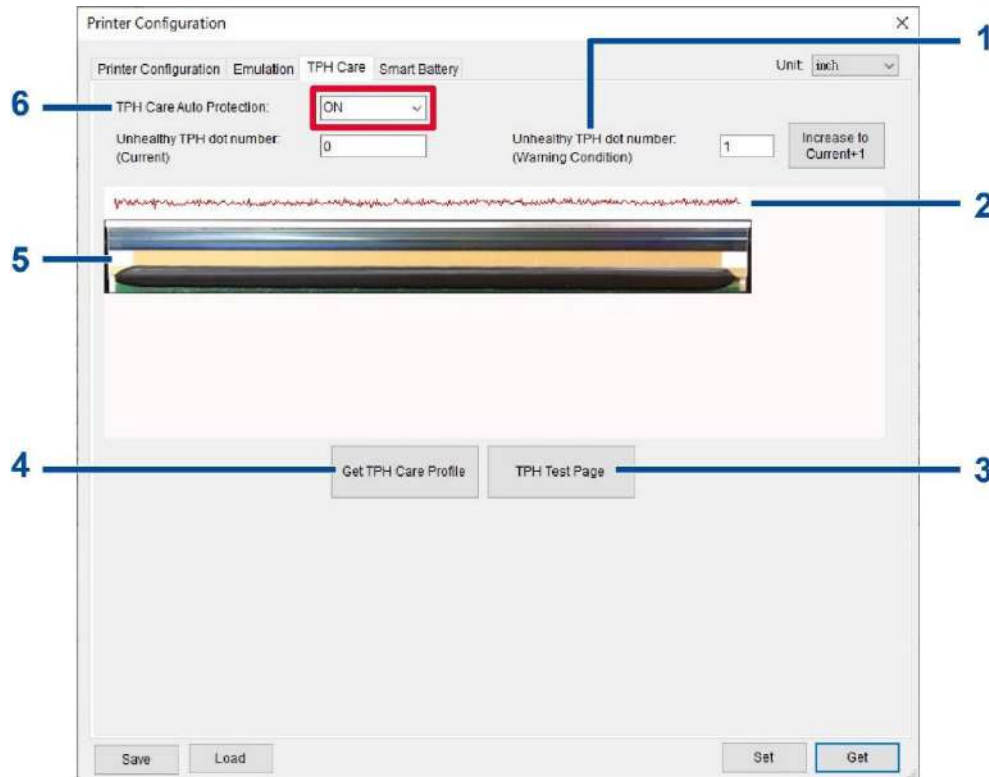 Printer Configuration
1
Printer Configuration Emulation TPH Care Smart Battery Unit: inch
6 TPH Care Auto Protection: ON
Unhealthy TPH dot number: 0 Unhealthy TPH dot number: 1 Increase to
(Current) (Warning Condition) Current+1
2
5
4 Get TPH Care Profile TPH Test Page 3
Save Load Set Get